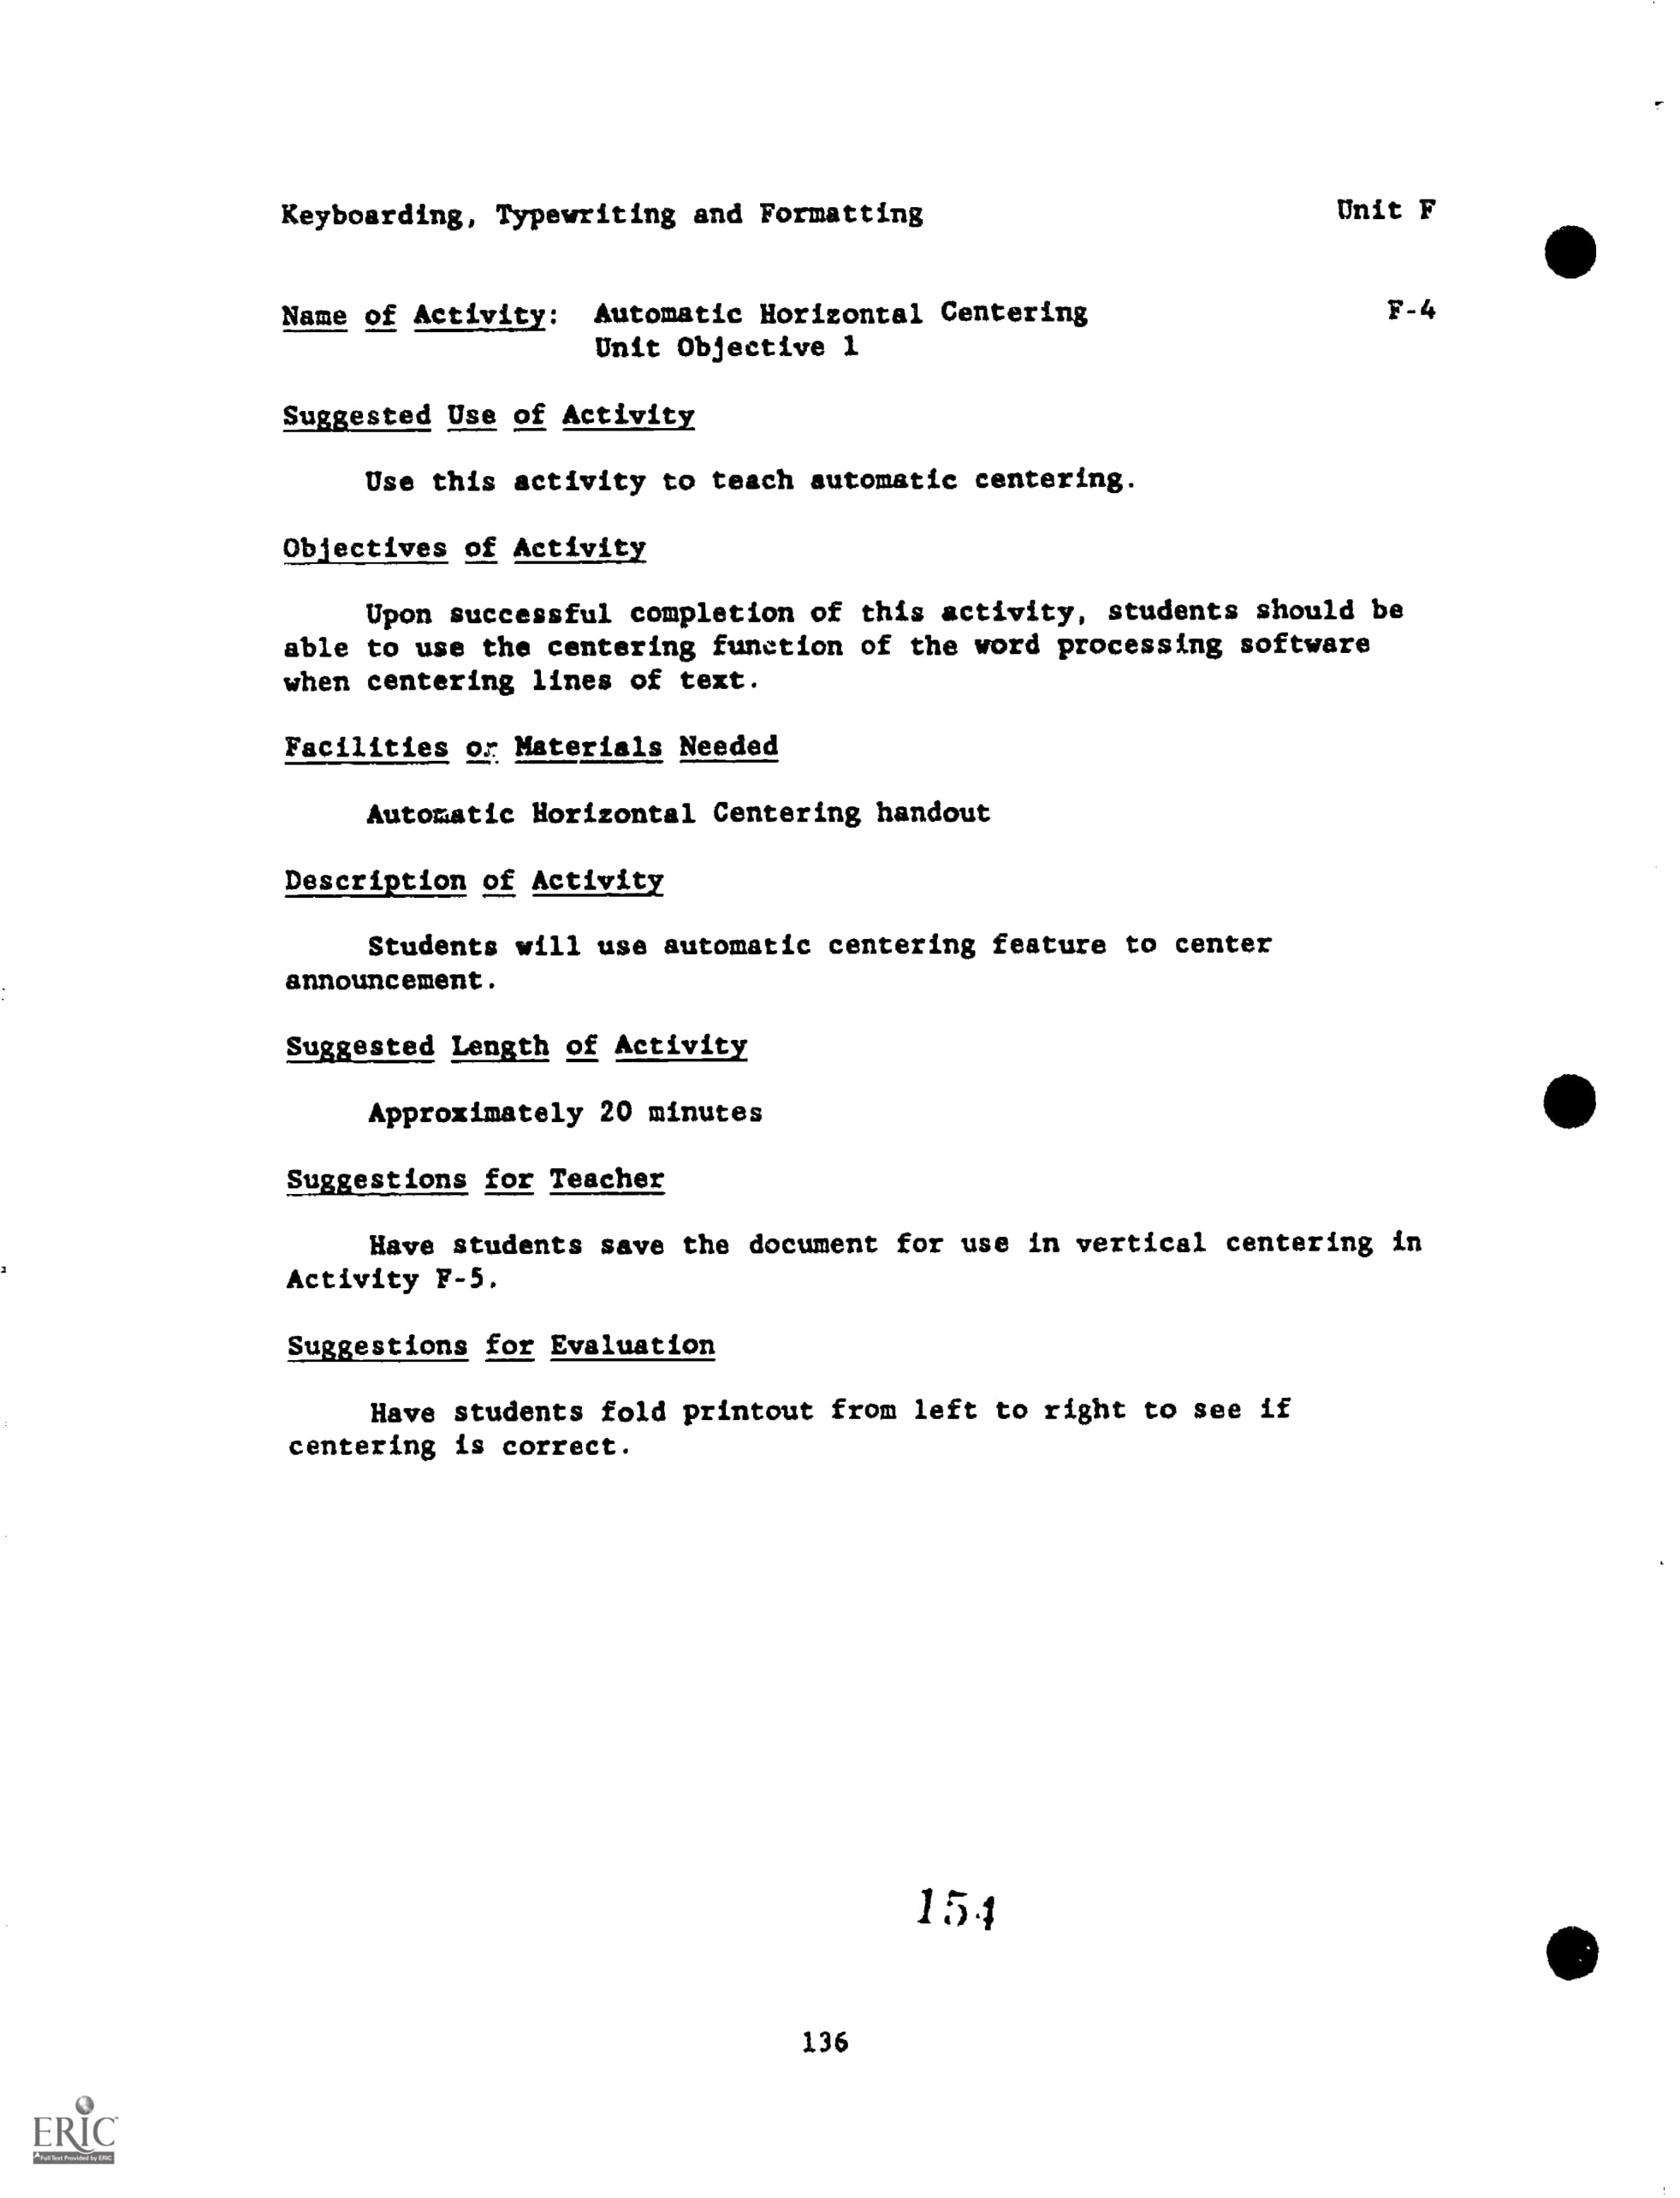 Keyboarding, Typewriting and Formatting Unit F
Name of Activity: Automatic Horizontal Centering F-4
Unit Objective 1
Suggested Use of Activity
Use this activity to teach automatic centering.
Objectives of Activity
Upon successful completion of this activity, students should be
able to use the centering function of the word processing software
when centering lines of text.
Facilities or Materials Needed
Automatic Horizontal Centering handout
Description of Activity
Students will use automatic centering feature to center
announcement.
Suggested Length of Activity
Approximately 20 minutes
Suggestions for Teacher
Have students save the document for use in vertical centering in
Activity F-5.
Suggestions for Evaluation
Have students fold printout from left to right to see if
centering is correct.
154
136
ERIC
Full Text Provided by ERIC